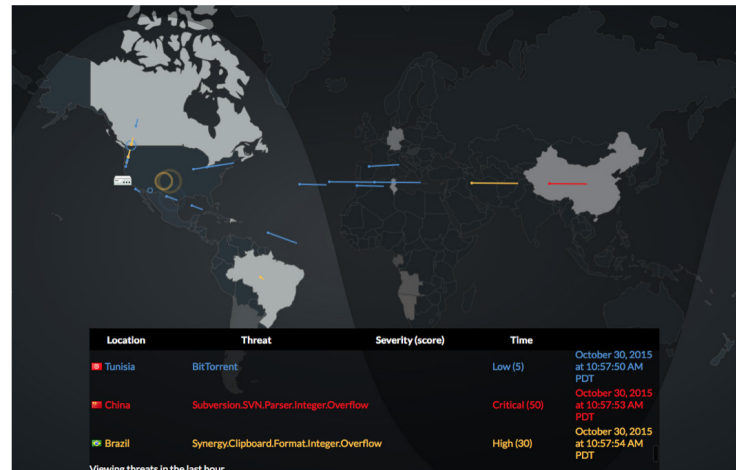 Location Threat Severity (score) Time
Tunisia BitTorrent Low (5) October 30, 2015
at 10:57:50 AM
PDT
China Subversion.SVN.Parser.Integer.Overflow Critical (50) October 30, 2015
at 10:57:53 AM
PDT
Brazil Synergy.Clipboard.Format.Integer.Overflow High (30) October 30, 2015
at 10:57:54 AM
PDT
Viewing threats in the last hour